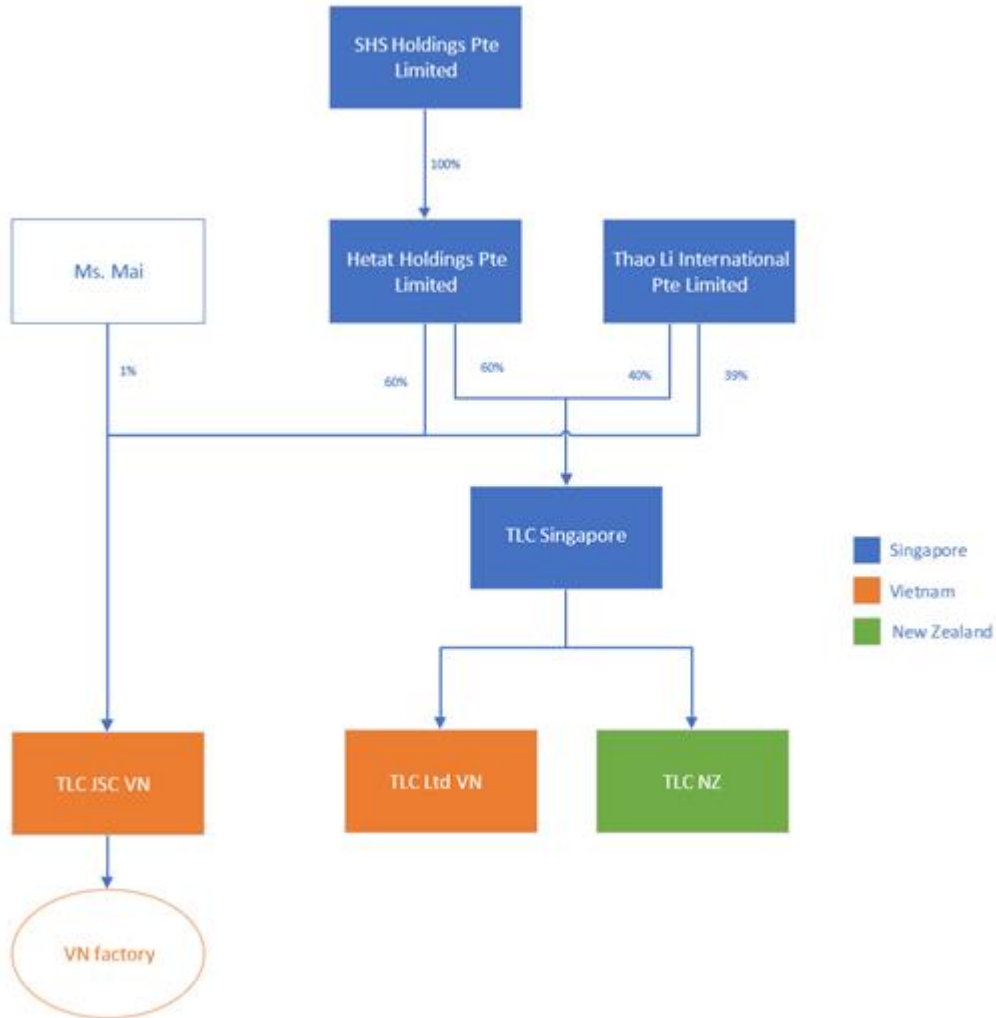 SHS Holdings Pte
Limited
100%
Ms. Mai
Hetat Holdings Pte
Limited
Thao Li International
Pte Limited
1%
60%
60%
40%
39%
TLC Singapore
Singapore
Vietnam
New Zealand
TLC JSC VN
TLC Ltd VN
TLC NZ
VN factory